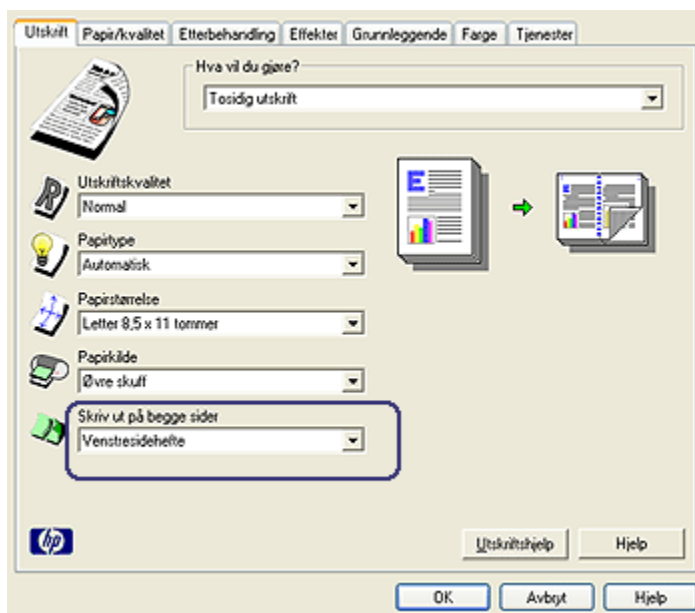 Utskrift Papir/kvalitet Etterbehandling Effekter Grunnleggende Farge Tjenester
Hva vil du gjøre?
Tosidig utskrift
Utskriftskvalitet
Normal
Papirtype
Automatisk
Papirstørrelse
Letter 8,5 x 11 tommer
Papirkilde
Øvre skuff
Skriv ut på begge sider
Venstresidehefte
hp
Utskriftshjelp Hjelp
OK Avbryt Hjelp